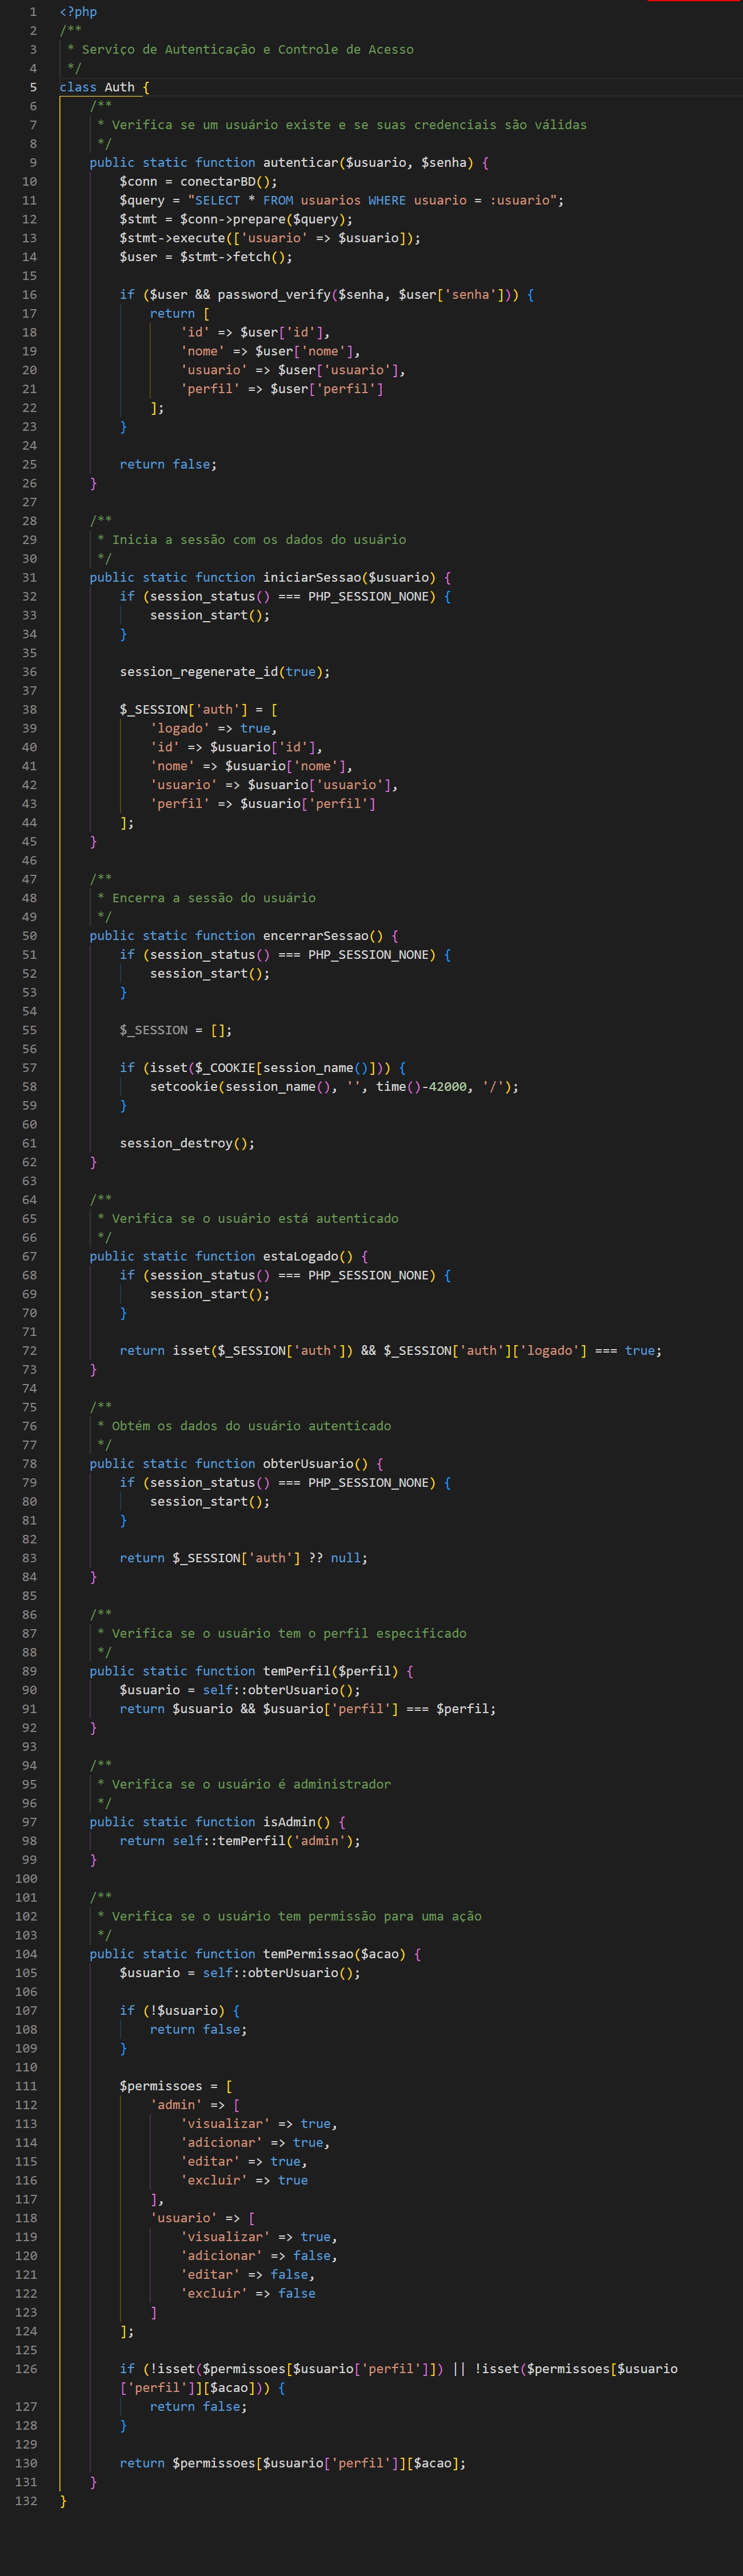 1 <?php
2 /**
3  * Serviço de Autenticação e Controle de Acesso
4  */
5 class Auth {
6     /**
7      * Verifica se um usuário existe e se suas credenciais são válidas
8      */
9     public static function autenticar($usuario, $senha) {
10         $conn = conectarBD();
11         $query = "SELECT * FROM usuarios WHERE usuario = :usuario";
12         $stmt = $conn->prepare($query);
13         $stmt->execute(['usuario' => $usuario]);
14         $user = $stmt->fetch();
15
16         if ($user && password_verify($senha, $user['senha'])) {
17             return [
18                 'id' => $user['id'],
19                 'nome' => $user['nome'],
20                 'usuario' => $user['usuario'],
21                 'perfil' => $user['perfil']
22             ];
23         }
24
25         return false;
26     }
27
28     /**
29      * Inicia a sessão com os dados do usuário
30      */
31     public static function iniciarSessao($usuario) {
32         if (session_status() === PHP_SESSION_NONE) {
33             session_start();
34         }
35
36         session_regenerate_id(true);
37
38         $_SESSION['auth'] = [
39             'logado' => true,
40             'id' => $usuario['id'],
41             'nome' => $usuario['nome'],
42             'usuario' => $usuario['usuario'],
43             'perfil' => $usuario['perfil']
44         ];
45     }
46
47     /**
48      * Encerra a sessão do usuário
49      */
50     public static function encerrarSessao() {
51         if (session_status() === PHP_SESSION_NONE) {
52             session_start();
53         }
54
55         $_SESSION = [];
56
57         if (isset($_COOKIE[session_name()])) {
58             setcookie(session_name(), '', time()-42000, '/');
59         }
60
61         session_destroy();
62     }
63
64     /**
65      * Verifica se o usuário está autenticado
66      */
67     public static function estaLogado() {
68         if (session_status() === PHP_SESSION_NONE) {
69             session_start();
70         }
71
72         return isset($_SESSION['auth']) && $_SESSION['auth']['logado'] === true;
73     }
74
75     /**
76      * Obtém os dados do usuário autenticado
77      */
78     public static function obterUsuario() {
79         if (session_status() === PHP_SESSION_NONE) {
80             session_start();
81         }
82
83         return $_SESSION['auth'] ?? null;
84     }
85
86     /**
87      * Verifica se o usuário tem o perfil especificado
88      */
89     public static function temPerfil($perfil) {
90         $usuario = self::obterUsuario();
91         return $usuario && $usuario['perfil'] === $perfil;
92     }
93
94     /**
95      * Verifica se o usuário é administrador
96      */
97     public static function isAdmin() {
98         return self::temPerfil('admin');
99     }
100
101     /**
102      * Verifica se o usuário tem permissão para uma ação
103      */
104     public static function temPermissao($acao) {
105         $usuario = self::obterUsuario();
106
107         if (!$usuario) {
108             return false;
109         }
110
111         $permissoes = [
112             'admin' => [
113                 'visualizar' => true,
114                 'adicionar' => true,
115                 'editar' => true,
116                 'excluir' => true
117             ],
118             'usuario' => [
119                 'visualizar' => true,
120                 'adicionar' => false,
121                 'editar' => false,
122                 'excluir' => false
123             ]
124         ];
125
126         if (!isset($permissoes[$usuario['perfil']]) || !isset($permissoes[$usuario
        ['perfil']][$acao])) {
127             return false;
128         }
129
130         return $permissoes[$usuario['perfil']][$acao];
131     }
132 }